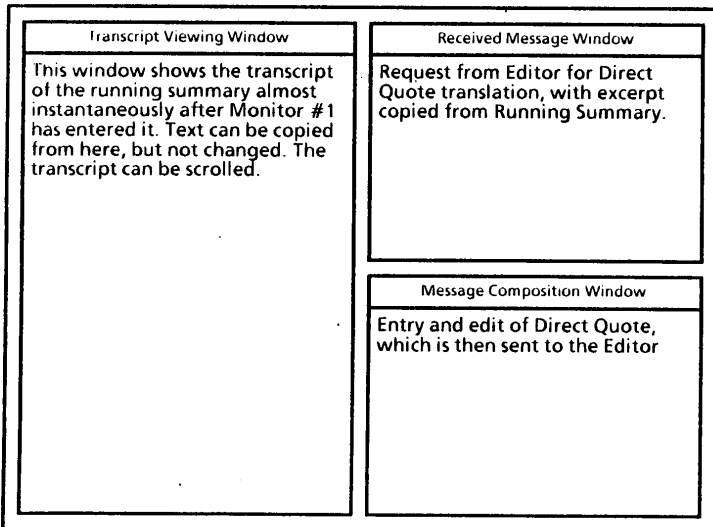 Transcript Viewing Window
This window shows the transcript
of the running summary almost
instantaneously after Monitor #1
has entered it. Text can be copied
from here, but not changed. The
transcript can be scrolled.
Received Message Window
Request from Editor for Direct
Quote translation, with excerpt
copied from Running Summary.
Message Composition Window
Entry and edit of Direct Quote,
which is then sent to the Editor